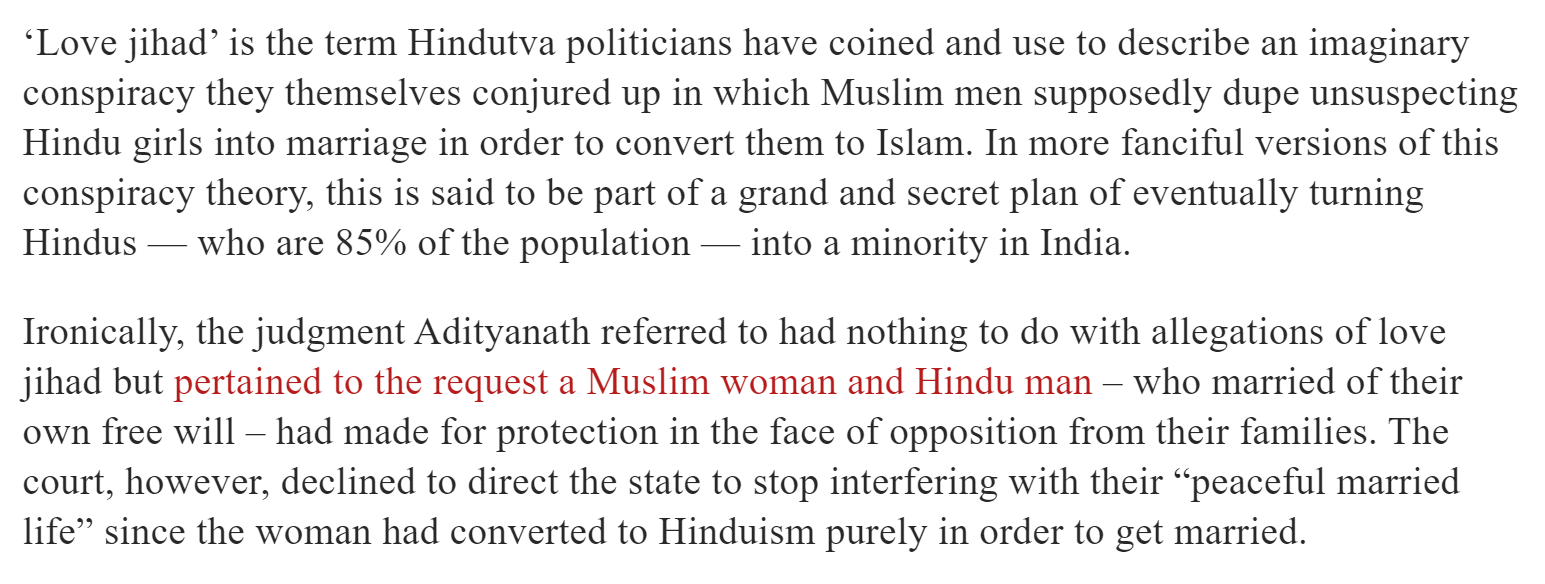 ‘Love jihad’ is the term Hindutva politicians have coined and use to describe an imaginary
conspiracy they themselves conjured up in which Muslim men supposedly dupe unsuspecting
Hindu girls into marriage in order to convert them to Islam. In more fanciful versions of this
conspiracy theory, this is said to be part of a grand and secret plan of eventually turning
Hindus — who are 85% of the population — into a minority in India.
Ironically, the judgment Adityanath referred to had nothing to do with allegations of love
jihad but pertained to the request a Muslim woman and Hindu man – who married of their
own free will – had made for protection in the face of opposition from their families. The
court, however, declined to direct the state to stop interfering with their “peaceful married
life” since the woman had converted to Hinduism purely in order to get married.